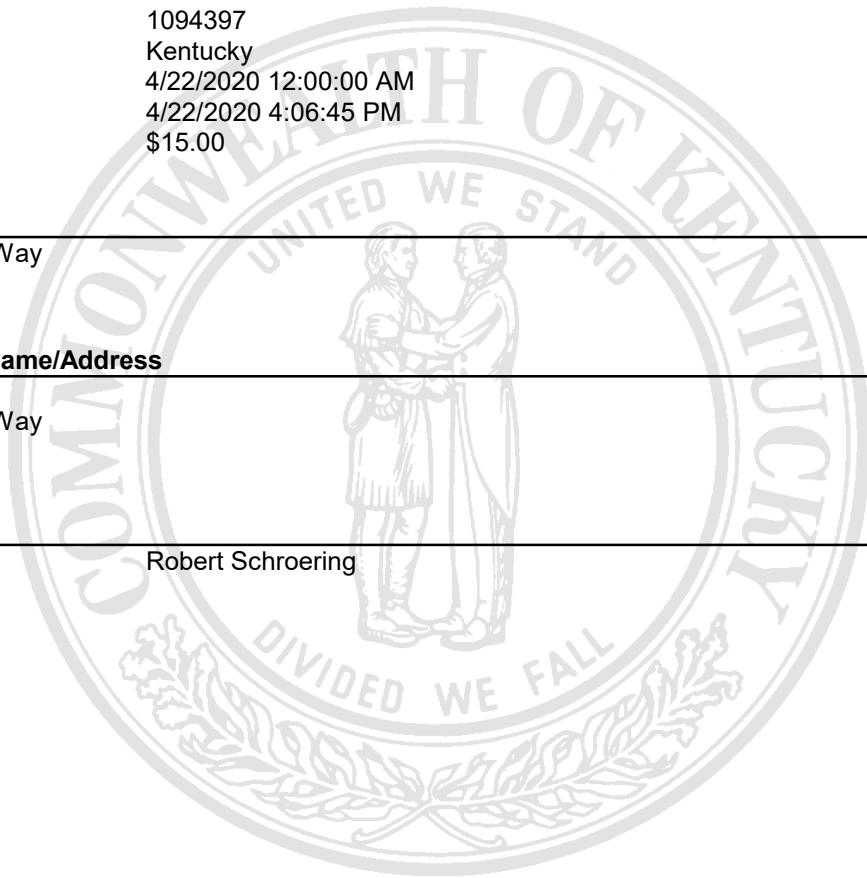 1094397
Kentucky
4/22/2020 12:00:00 AM
4/22/2020 4:06:45 PM
$15.00
COMMONWEALTH OF KENTUCKY
UNITED WE STAND
Way
ame/Address
Way
Robert Schroering
DIVIDED WE FALL